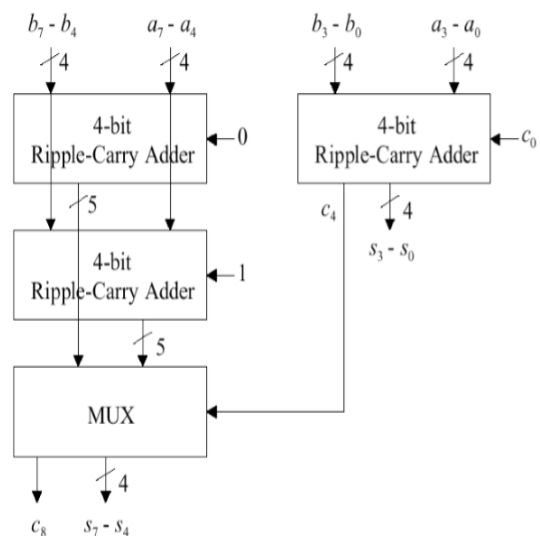 b₇ - b₄
a₇ - a₄
b₃ - b₀
a₃ - a₀
4
4
4
4
4-bit
Ripple-Carry Adder
0
4-bit
Ripple-Carry Adder
c₀
5
c₄
4
s₃ - s₀
4-bit
Ripple-Carry Adder
1
5
MUX
4
c₈
s₇ - s₄